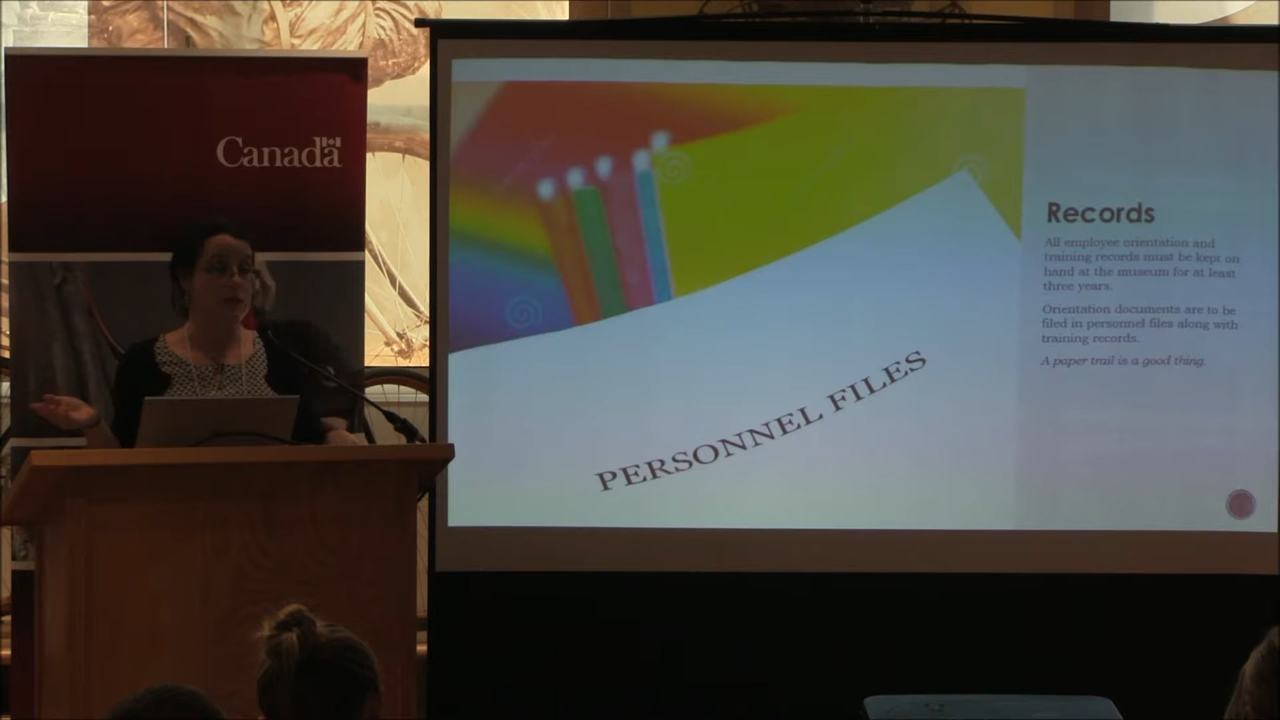 Canada
Records
All employee orientation and
training records must be kept on
hand at the museum for at least
three years.
Orientation documents are to be
filed in personnel files along with
training records.
A paper trail is a good thing.
PERSONNEL FILES